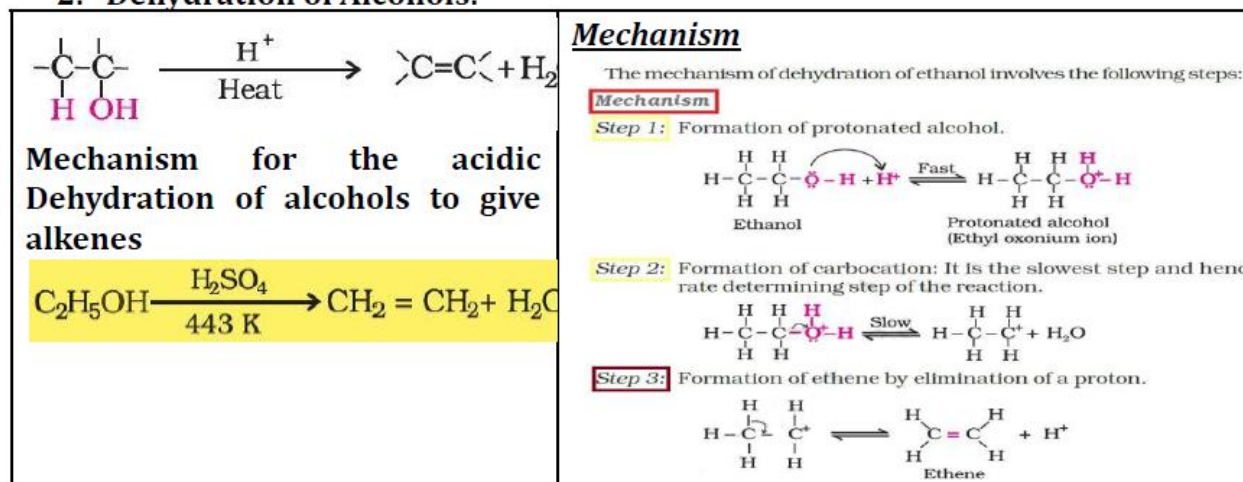 2. Dehydration of Alcohols:
-C-C- H+ Heat >C=C< + H2
H OH
Mechanism for the acidic
Dehydration of alcohols to give
alkenes
C2H5OH H2SO4 443 K CH2 = CH2 + H2O
Mechanism
The mechanism of dehydration of ethanol involves the following steps:
Mechanism
Step 1: Formation of protonated alcohol.
H H H H H
H-C-C-Ö-H + H+ Fast H-C-C-O+-H
H H H H
Ethanol Protonated alcohol
(Ethyl oxonium ion)
Step 2: Formation of carbocation: It is the slowest step and henc
rate determining step of the reaction.
H H H H H
H-C-C-O+-H Slow H-C-C+ + H2O
H H H H
Step 3: Formation of ethene by elimination of a proton.
H H H H
H-C-C+ C=C + H+
H H H H
Ethene